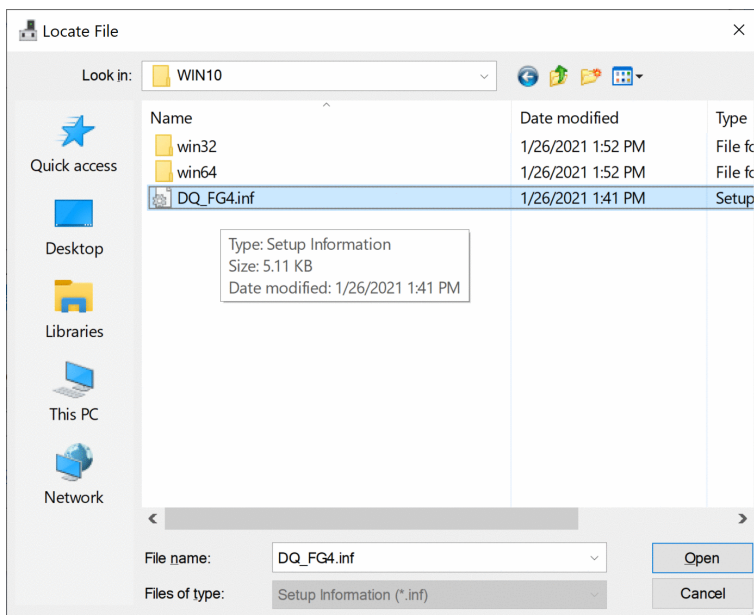 Locate File
Look in: WIN10
Name Date modified Type
win32 1/26/2021 1:52 PM File fo
win64 1/26/2021 1:52 PM File fo
DQ_FG4.inf 1/26/2021 1:41 PM Setup
Type: Setup Information
Size: 5.11 KB
Date modified: 1/26/2021 1:41 PM
Quick access
Desktop
Libraries
This PC
Network
File name: DQ_FG4.inf Open
Files of type: Setup Information (*.inf) Cancel